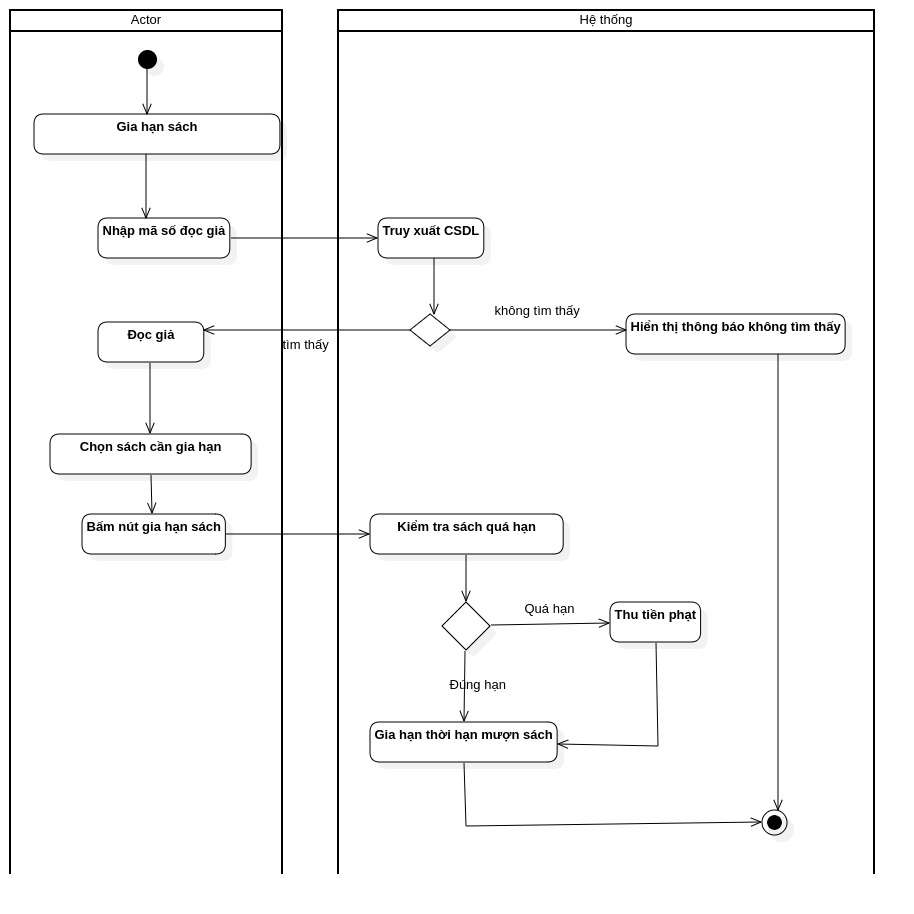 Actor
Hệ thống
Gia hạn sách
Nhập mã số đọc giả
Truy xuất CSDL
không tìm thấy
Hiển thị thông báo không tìm thấy
Đọc giả
tìm thấy
Chọn sách cần gia hạn
Bấm nút gia hạn sách
Kiểm tra sách quá hạn
Quá hạn
Thu tiền phạt
Đúng hạn
Gia hạn thời hạn mượn sách